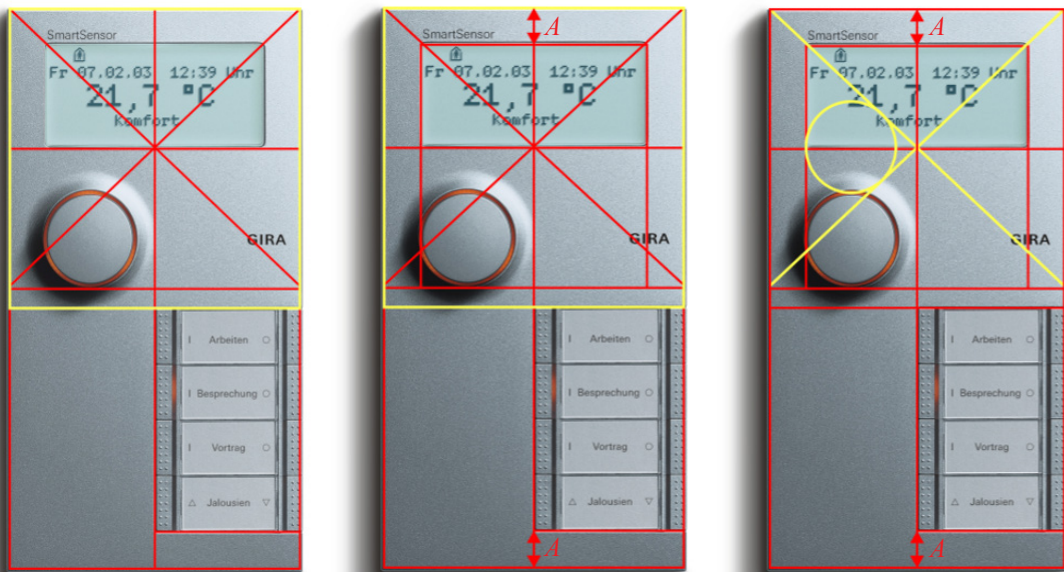 SmartSensor
Fr 07.02.03 12:39 Uhr
21,7 °C
Komfort
GIRA
I Arbeiten O
I Besprechung O
I Vortrag O
△ Jalousien ▽
A
SmartSensor
Fr 07.02.03 12:39 Uhr
21,7 °C
Komfort
GIRA
I Arbeiten O
I Besprechung O
I Vortrag O
△ Jalousien ▽
A
A
SmartSensor
Fr 07.02.03 12:39 Uhr
21,7 °C
Komfort
GIRA
I Arbeiten O
I Besprechung O
I Vortrag O
△ Jalousien ▽
A